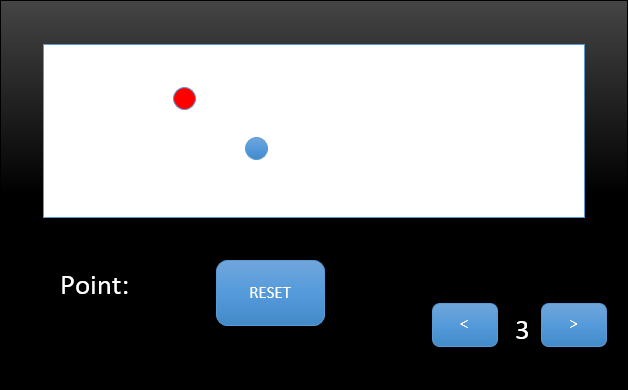 Point:
RESET
< 3 >